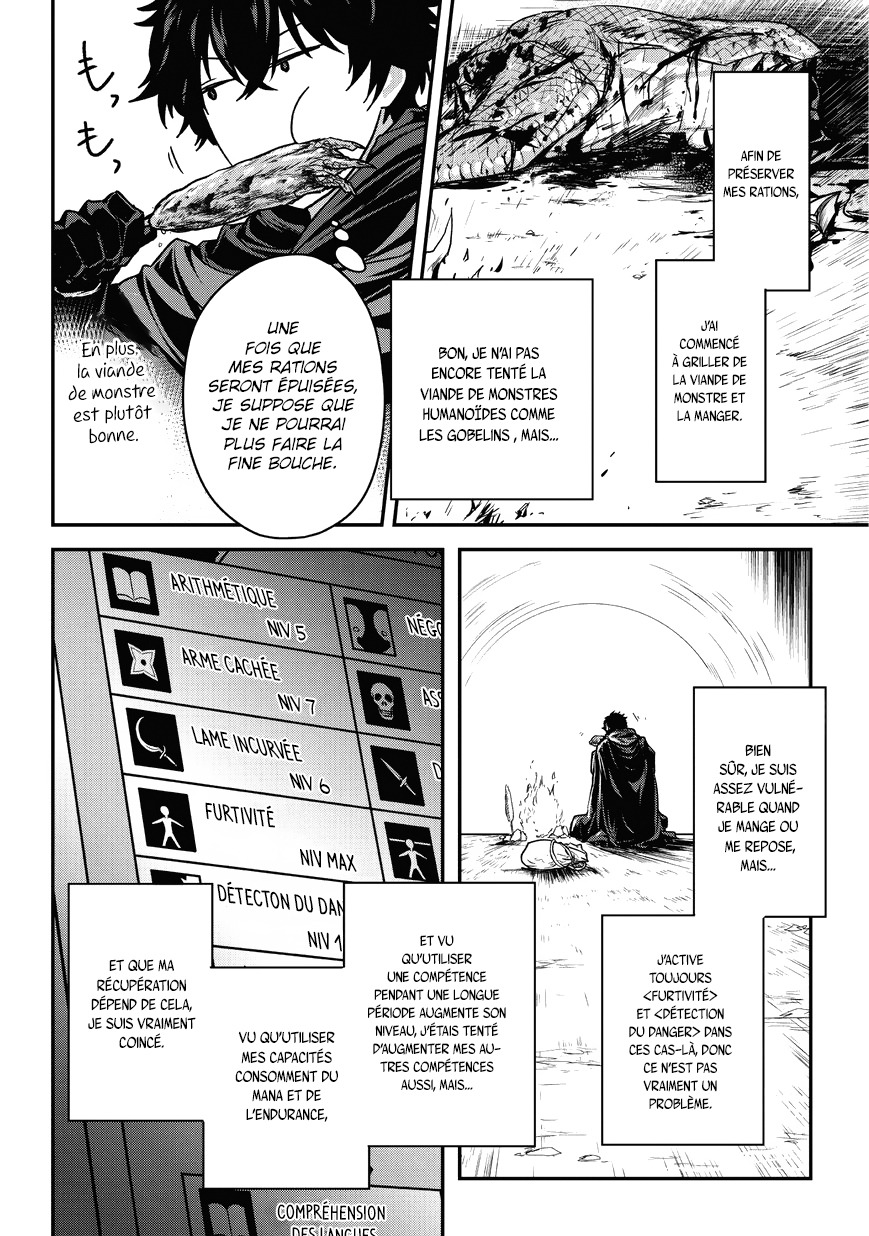 AFIN DE
PRÉSERVER
MES RATIONS,
J'AI
COMMENCÉ
À GRILLER DE
LA VIANDE DE
MONSTRE ET
LA MANGER.
BON, JE N'AI PAS
ENCORE TENTÉ LA
VIANDE DE MONSTRES
HUMANOÏDES COMME
LES GOBELINS , MAIS...
UNE
FOIS QUE
MES RATIONS
SERONT ÉPUISÉES,
JE SUPPOSE QUE
JE NE POURRAI
PLUS FAIRE LA
FINE BOUCHE.
も,
も,
En plus.
la viande
de monstre
est plutôt
bonne.
BIEN
SÛR, JE SUIS
ASSEZ VULNÉ-
RABLE QUAND
JE MANGE OU
ME REPOSE,
MAIS...
J'ACTIVE
TOUJOURS
<FURTIVITÉ>
ET <DÉTECTION
DU DANGER> DANS
CES CAS-LÀ, DONC
CE N'EST PAS
VRAIMENT UN
PROBLÈME.
ARITHMÉTIQUE
NIV 5
NÉGO
ARME CACHÉE
NIV 7
ASS
LAME INCURVÉE
NIV 6
D
FURTIVITÉ
NIV MAX
DÉTECTON DU DAN
NIV 1
ET VU
QU'UTILISER
UNE COMPÉTENCE
PENDANT UNE LONGUE
PÉRIODE AUGMENTE SON
NIVEAU, J'ÉTAIS TENTÉ
D'AUGMENTER MES AU-
TRES COMPÉTENCES
AUSSI, MAIS...
VU QU'UTILISER
MES CAPACITÉS
CONSOMMENT DU
MANA ET DE
L'ENDURANCE,
ET QUE MA
RÉCUPÉRATION
DÉPEND DE CELA,
JE SUIS VRAIMENT
COINCÉ.
COMPRÉHENSION
DES LANGUES